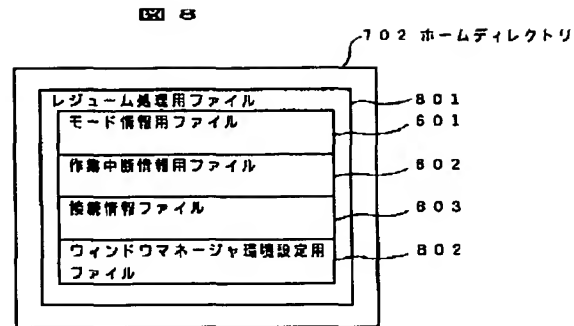 図 8
702 ホームディレクトリ
レジューム処理用ファイル
801
モード情報用ファイル
601
作業中断情報用ファイル
602
接続情報ファイル
603
ウィンドウマネージャ環境設定用
ファイル
802